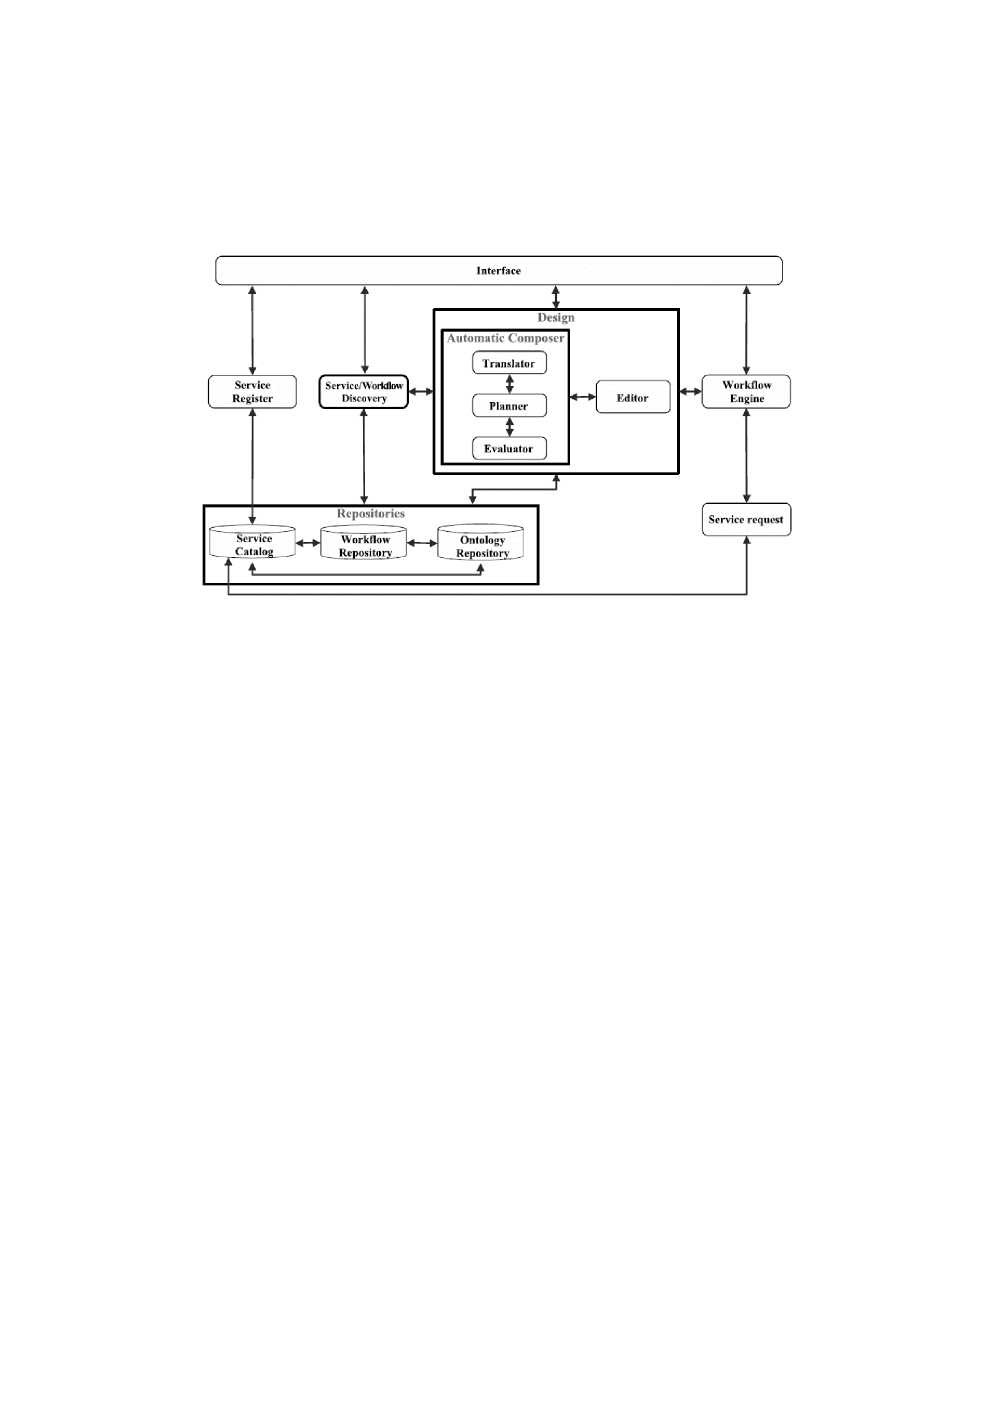 Interface
Design
Automatic Composer
Translator
Service
Register
Service/Workflow
Discovery
Planner
Editor
Workflow
Engine
Evaluator
Repositories
Service
Catalog
Workflow
Repository
Ontology
Repository
Service request